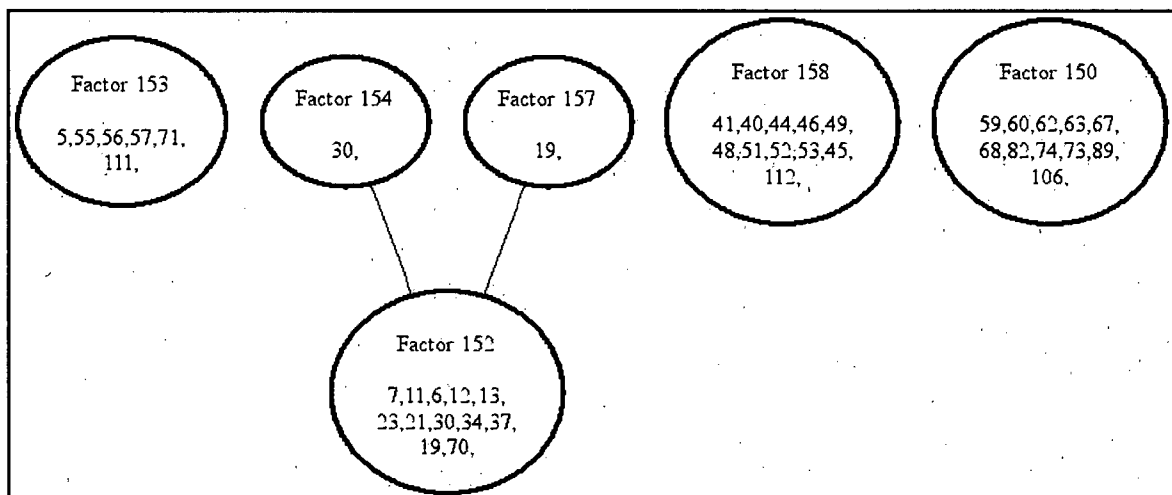 Factor 153
5,55,56,57,71,
111,
Factor 154
30,
Factor 157
19,
Factor 158
41,40,44,46,49,
48,51,52,53,45,
112,
Factor 150
59,60,62,63,67,
68,82,74,73,89,
106,
Factor 152
7,11,6,12,13,
23,21,30,34,37,
19,70,